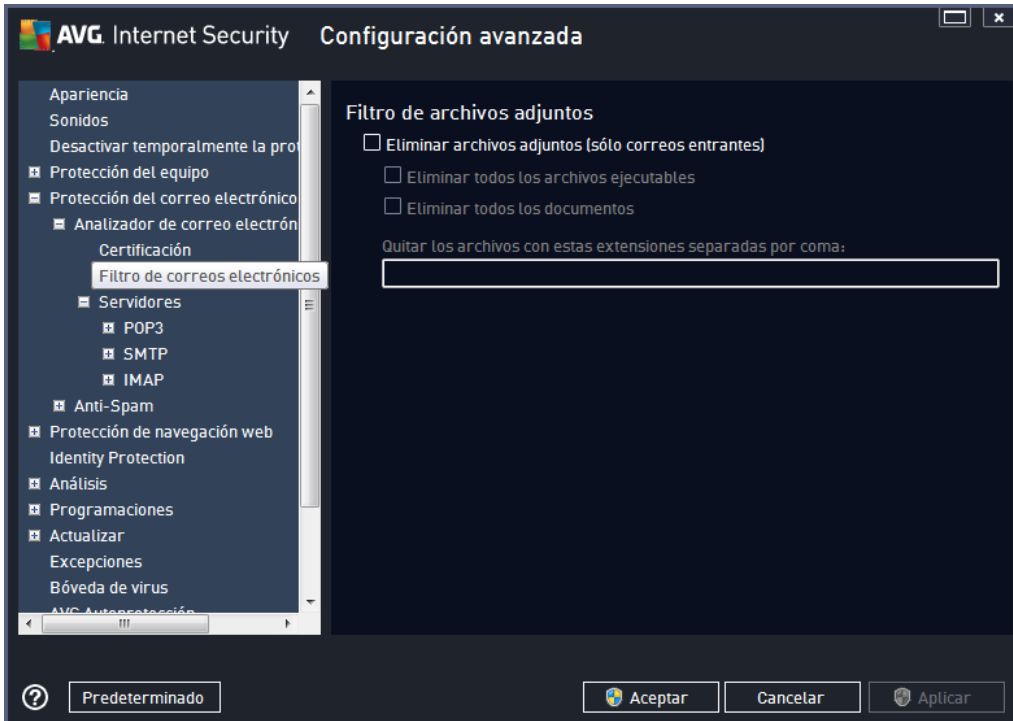 AVG. Internet Security Configuración avanzada
Apariencia
Sonidos
Desactivar temporalmente la prot
Protección del equipo
Protección del correo electrónico
Analizador de correo electrón
Certificación
Filtro de correos electrónicos
Servidores
POP3
SMTP
IMAP
Anti-Spam
Protección de navegación web
Identity Protection
Análisis
Programaciones
Actualizar
Excepciones
Bóveda de virus
AVG Autoprotección
Filtro de archivos adjuntos
Eliminar archivos adjuntos (sólo correos entrantes)
Eliminar todos los archivos ejecutables
Eliminar todos los documentos
Quitar los archivos con estas extensiones separadas por coma:
Predeterminado
Aceptar
Cancelar
Aplicar